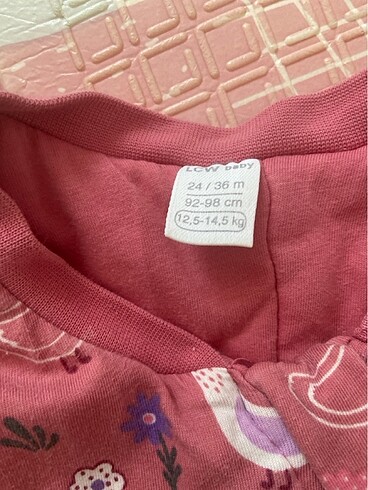 LCW baby
24 / 36 m
92-98 cm
12,5-14,5 kg